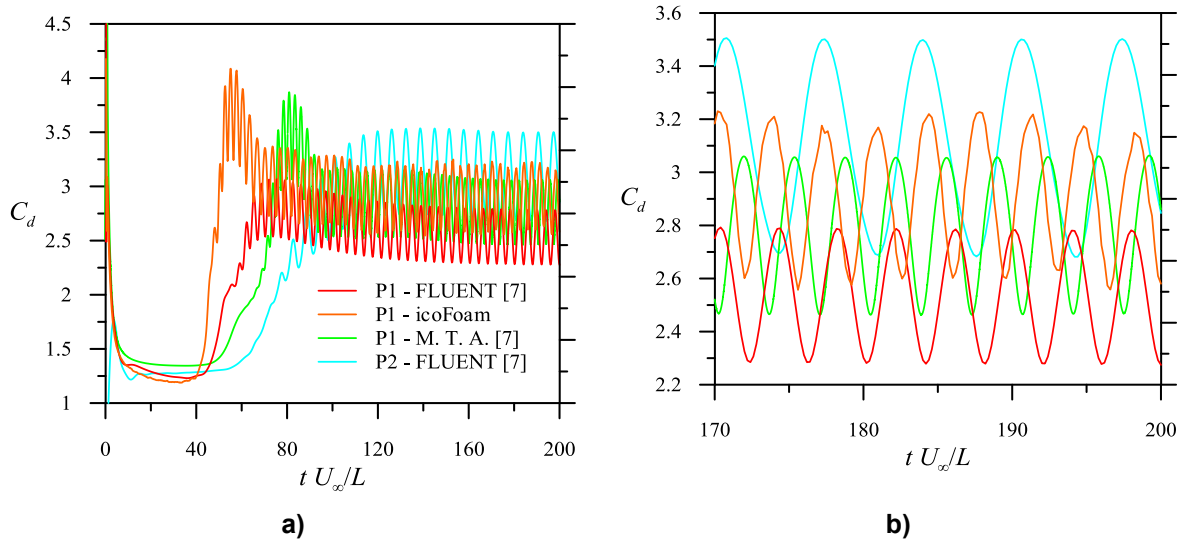 4.5
4
3.5
3
2.5
2
1.5
1
C_d
0 40 80 120 160 200
t U_∞/L
P1 - FLUENT [7]
P1 - icoFoam
P1 - M. T. A. [7]
P2 - FLUENT [7]
a)
3.6
3.4
3.2
3.0
2.8
2.6
2.4
2.2
C_d
170 180 190 200
t U_∞/L
b)